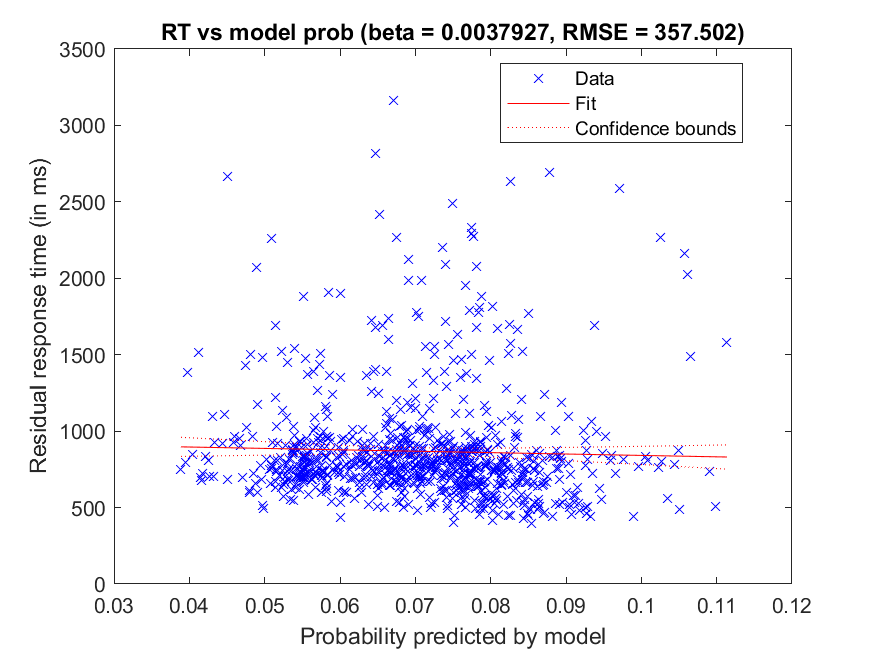 RT vs model prob (beta = 0.0037927, RMSE = 357.502)
3500
3000
2500
2000
1500
1000
500
0
Residual response time (in ms)
Data
Fit
Confidence bounds
0.03 0.04 0.05 0.06 0.07 0.08 0.09 0.1 0.11 0.12
Probability predicted by model